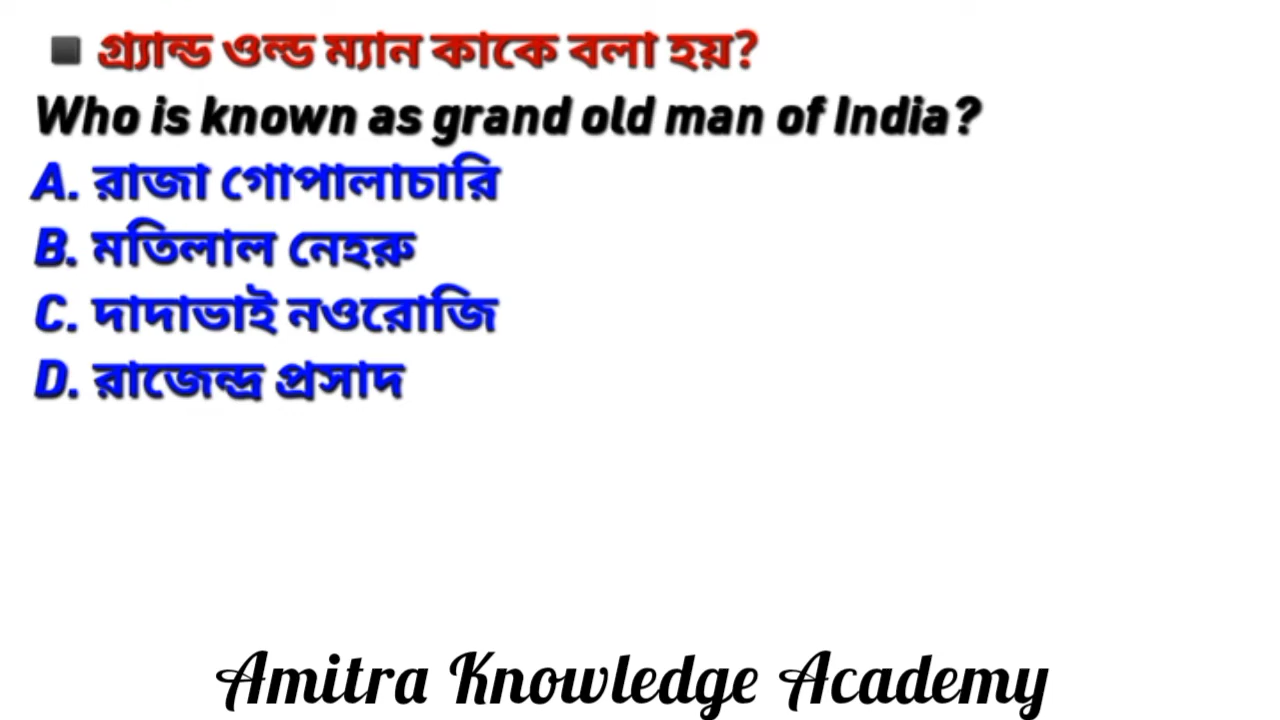 ▪ গ্র্যান্ড ওল্ড ম্যান কাকে বলা হয়?
Who is known as grand old man of India?
A. রাজা গোপালাচারি
B. মতিলাল নেহরু
C. দাদাভাই নওরোজি
D. রাজেন্দ্র প্রসাদ
Amitra Knowledge Academy